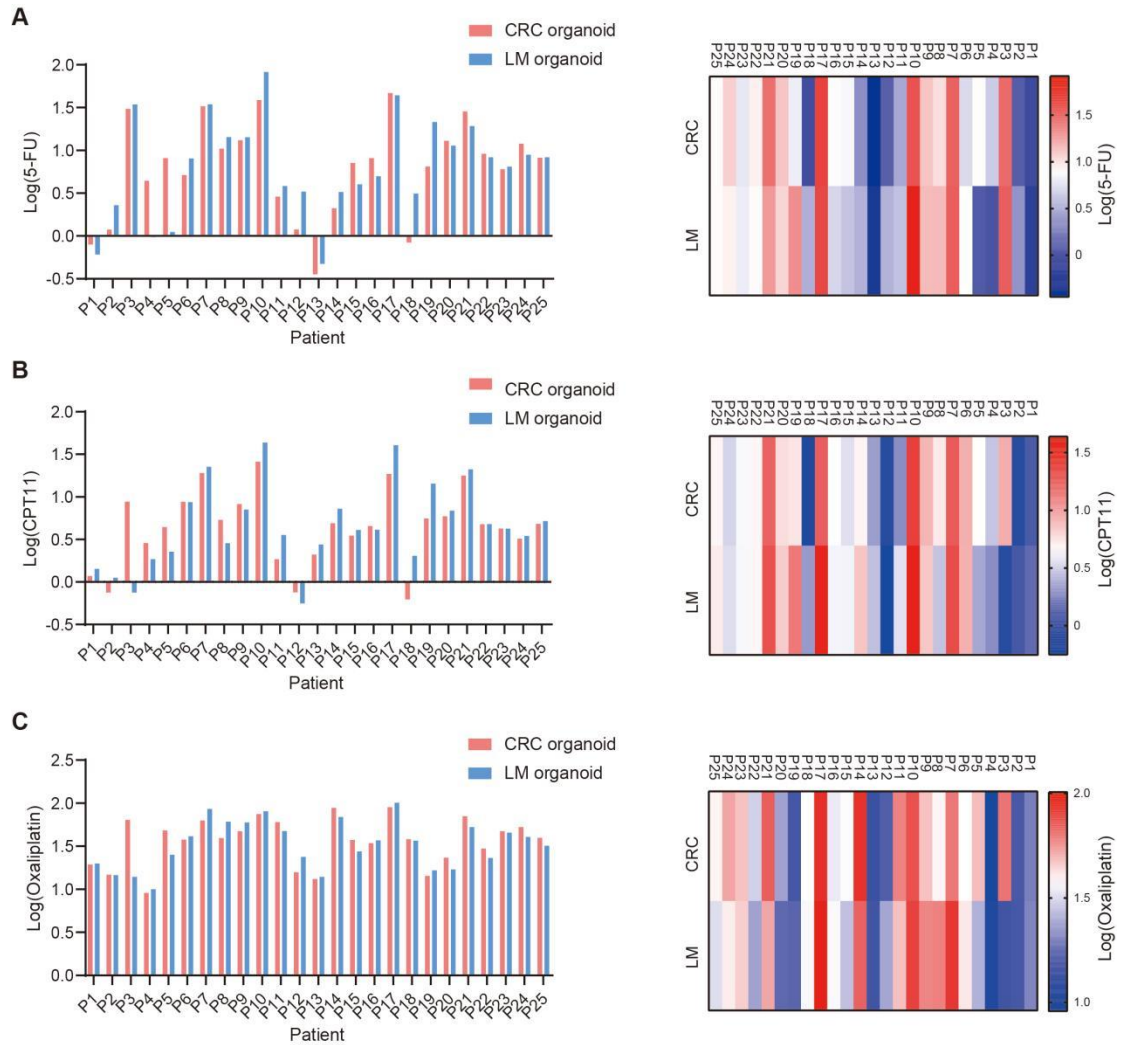 A
CRC organoid
LM organoid
2.0
1.5
1.0
0.5
0.0
-0.5
Log(5-FU)
P1 P2 P3 P4 P5 P6 P7 P8 P9 P10 P11 P12 P13 P14 P15 P16 P17 P18 P19 P20 P21 P22 P23 P24 P25
Patient
P25 P24 P23 P22 P21 P20 P19 P18 P17 P16 P15 P14 P13 P12 P11 P10 P9 P8 P7 P6 P5 P4 P3 P2 P1
CRC
LM
1.5
1.0
0.5
0
Log(5-FU)
B
CRC organoid
LM organoid
2.0
1.5
1.0
0.5
0.0
-0.5
Log(CPT11)
P1 P2 P3 P4 P5 P6 P7 P8 P9 P10 P11 P12 P13 P14 P15 P16 P17 P18 P19 P20 P21 P22 P23 P24 P25
Patient
P25 P24 P23 P22 P21 P20 P19 P18 P17 P16 P15 P14 P13 P12 P11 P10 P9 P8 P7 P6 P5 P4 P3 P2 P1
CRC
LM
1.5
1.0
0.5
0
Log(CPT11)
C
CRC organoid
LM organoid
2.5
2.0
1.5
1.0
0.5
0.0
Log(Oxaliplatin)
P1 P2 P3 P4 P5 P6 P7 P8 P9 P10 P11 P12 P13 P14 P15 P16 P17 P18 P19 P20 P21 P22 P23 P24 P25
Patient
P25 P24 P23 P22 P21 P20 P19 P18 P17 P16 P15 P14 P13 P12 P11 P10 P9 P8 P7 P6 P5 P4 P3 P2 P1
CRC
LM
2.0
1.5
1.0
Log(Oxaliplatin)